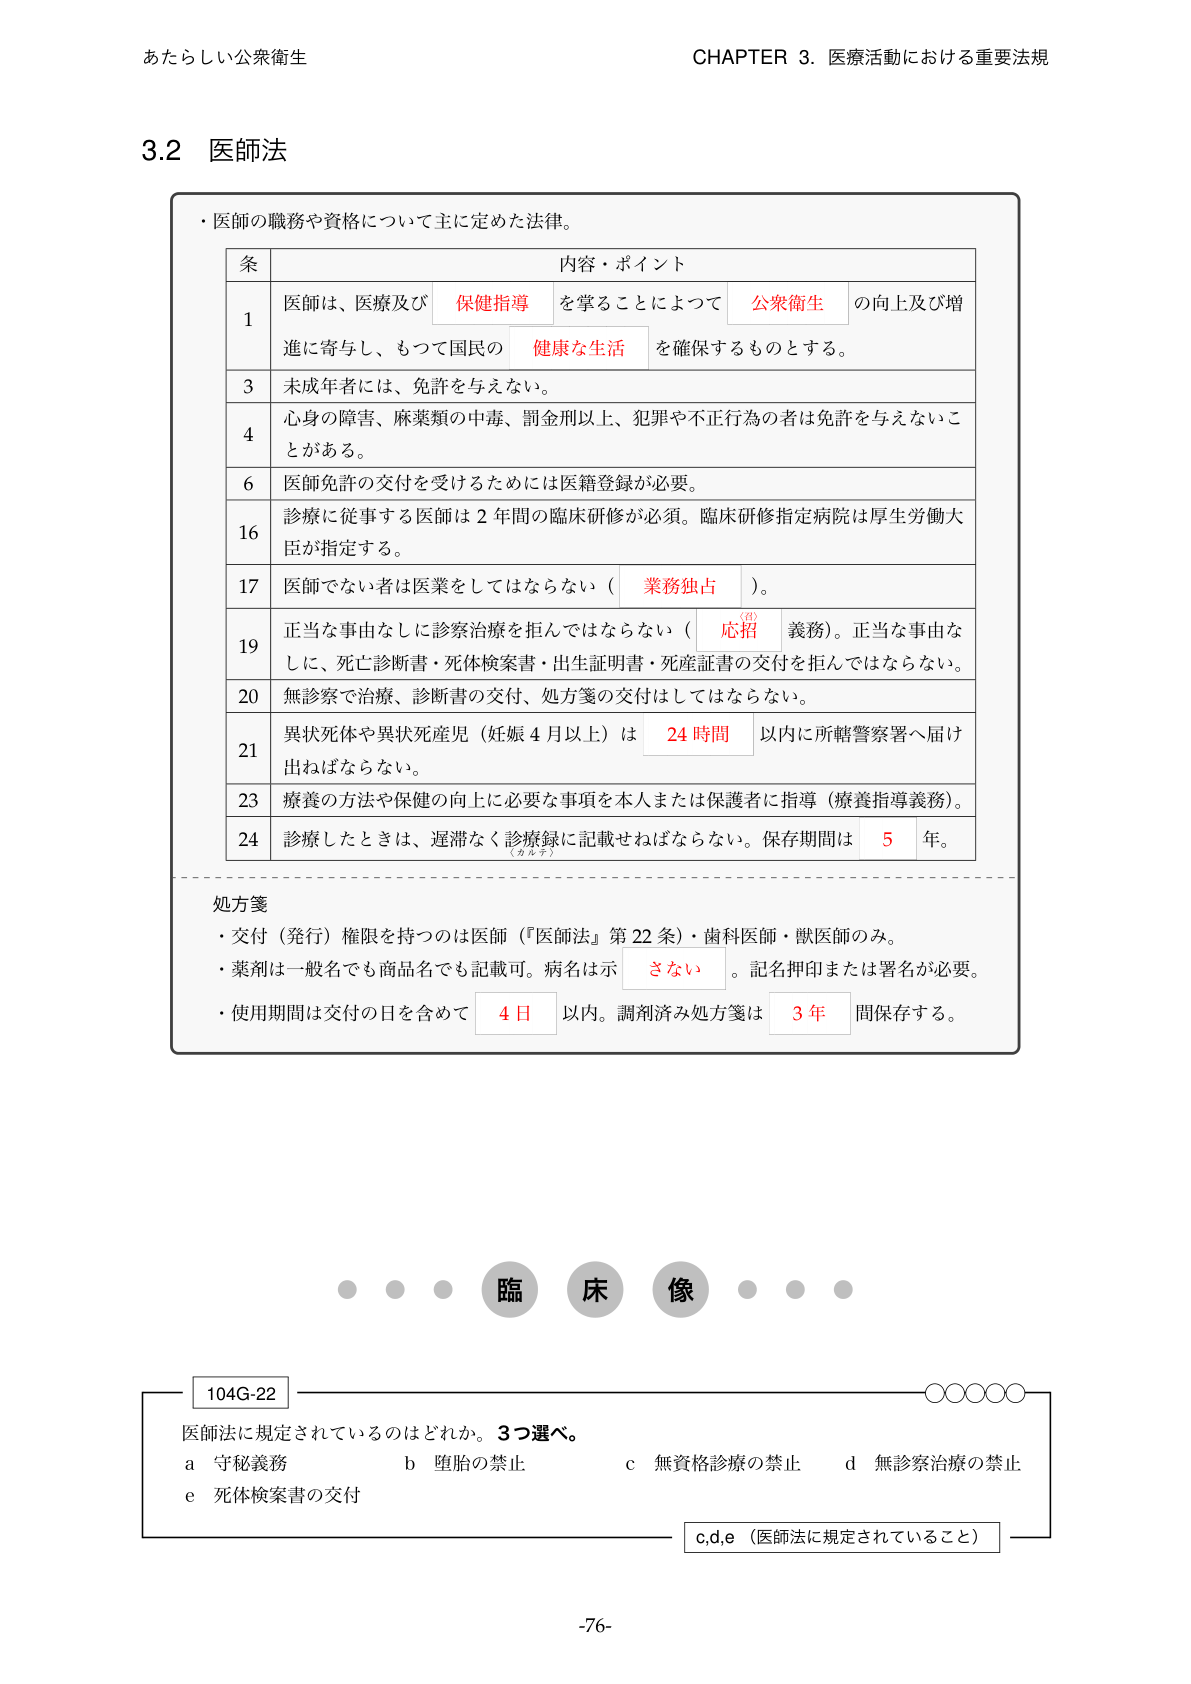 あたらしい公衆衛生
CHAPTER 3. 医療活動における重要法規
3.2 医師法
・医師の職務や資格について主に定めた法律。
条 内容・ポイント
1 医師は、医療及び 保健指導 を掌ることによつて 公衆衛生 の向上及び増
進に寄与し、もつて国民の 健康な生活 を確保するものとする。
3 未成年者には、免許を与えない。
4 心身の障害、麻薬類の中毒、罰金刑以上、犯罪や不正行為の者は免許を与えないこ
とがある。
6 医師免許の交付を受けるためには医籍登録が必要。
16 診療に従事する医師は 2 年間の臨床研修が必須。臨床研修指定病院は厚生労働大
臣が指定する。
17 医師でない者は医業をしてはならない（ 業務独占 ）。
〈召〉
19 正当な事由なしに診察治療を拒んではならない（ 応招 義務）。正当な事由な
しに、死亡診断書・死体検案書・出生証明書・死産証書の交付を拒んではならない。
20 無診察で治療、診断書の交付、処方箋の交付はしてはならない。
21 異状死体や異状死産児（妊娠 4 月以上）は 24 時間 以内に所轄警察署へ届け
出ねばならない。
23 療養の方法や保健の向上に必要な事項を本人または保護者に指導（療養指導義務）。
24 診療したときは、遅滞なく診療録に記載せねばならない。保存期間は 5 年。
〈カルテ〉
処方箋
・交付（発行）権限を持つのは医師（『医師法』第 22 条）・歯科医師・獣医師のみ。
・薬剤は一般名でも商品名でも記載可。病名は示 さない 。記名押印または署名が必要。
・使用期間は交付の日を含めて 4 日 以内。調剤済み処方箋は 3 年 間保存する。
臨 床 像
104G-22
医師法に規定されているのはどれか。3つ選べ。
a 守秘義務 b 堕胎の禁止 c 無資格診療の禁止 d 無診察治療の禁止
e 死体検案書の交付
c,d,e（医師法に規定されていること）
-76-